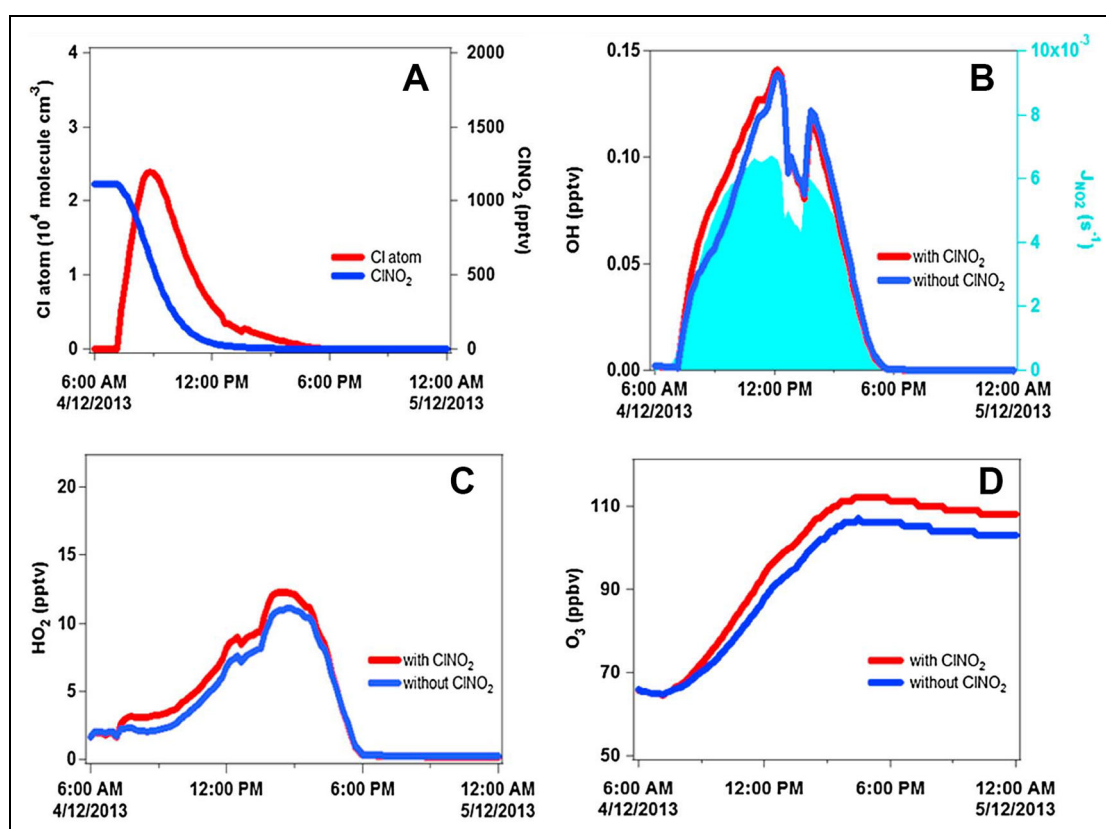 A
Cl atom (10⁴ molecule cm⁻³)
4
3
2
1
0
2000
1500
1000
500
0
ClNO₂ (pptv)
Cl atom
ClNO₂
6:00 AM
4/12/2013
12:00 PM
6:00 PM
12:00 AM
5/12/2013
B
OH (pptv)
0.15
0.10
0.05
0.00
10x10⁻³
8
6
4
2
0
J_NO2 (s⁻¹)
with ClNO₂
without ClNO₂
6:00 AM
4/12/2013
12:00 PM
6:00 PM
12:00 AM
5/12/2013
C
HO₂ (pptv)
20
15
10
5
0
with ClNO₂
without ClNO₂
6:00 AM
4/12/2013
12:00 PM
6:00 PM
12:00 AM
5/12/2013
D
O₃ (ppbv)
110
90
70
50
with ClNO₂
without ClNO₂
6:00 AM
4/12/2013
12:00 PM
6:00 PM
12:00 AM
5/12/2013